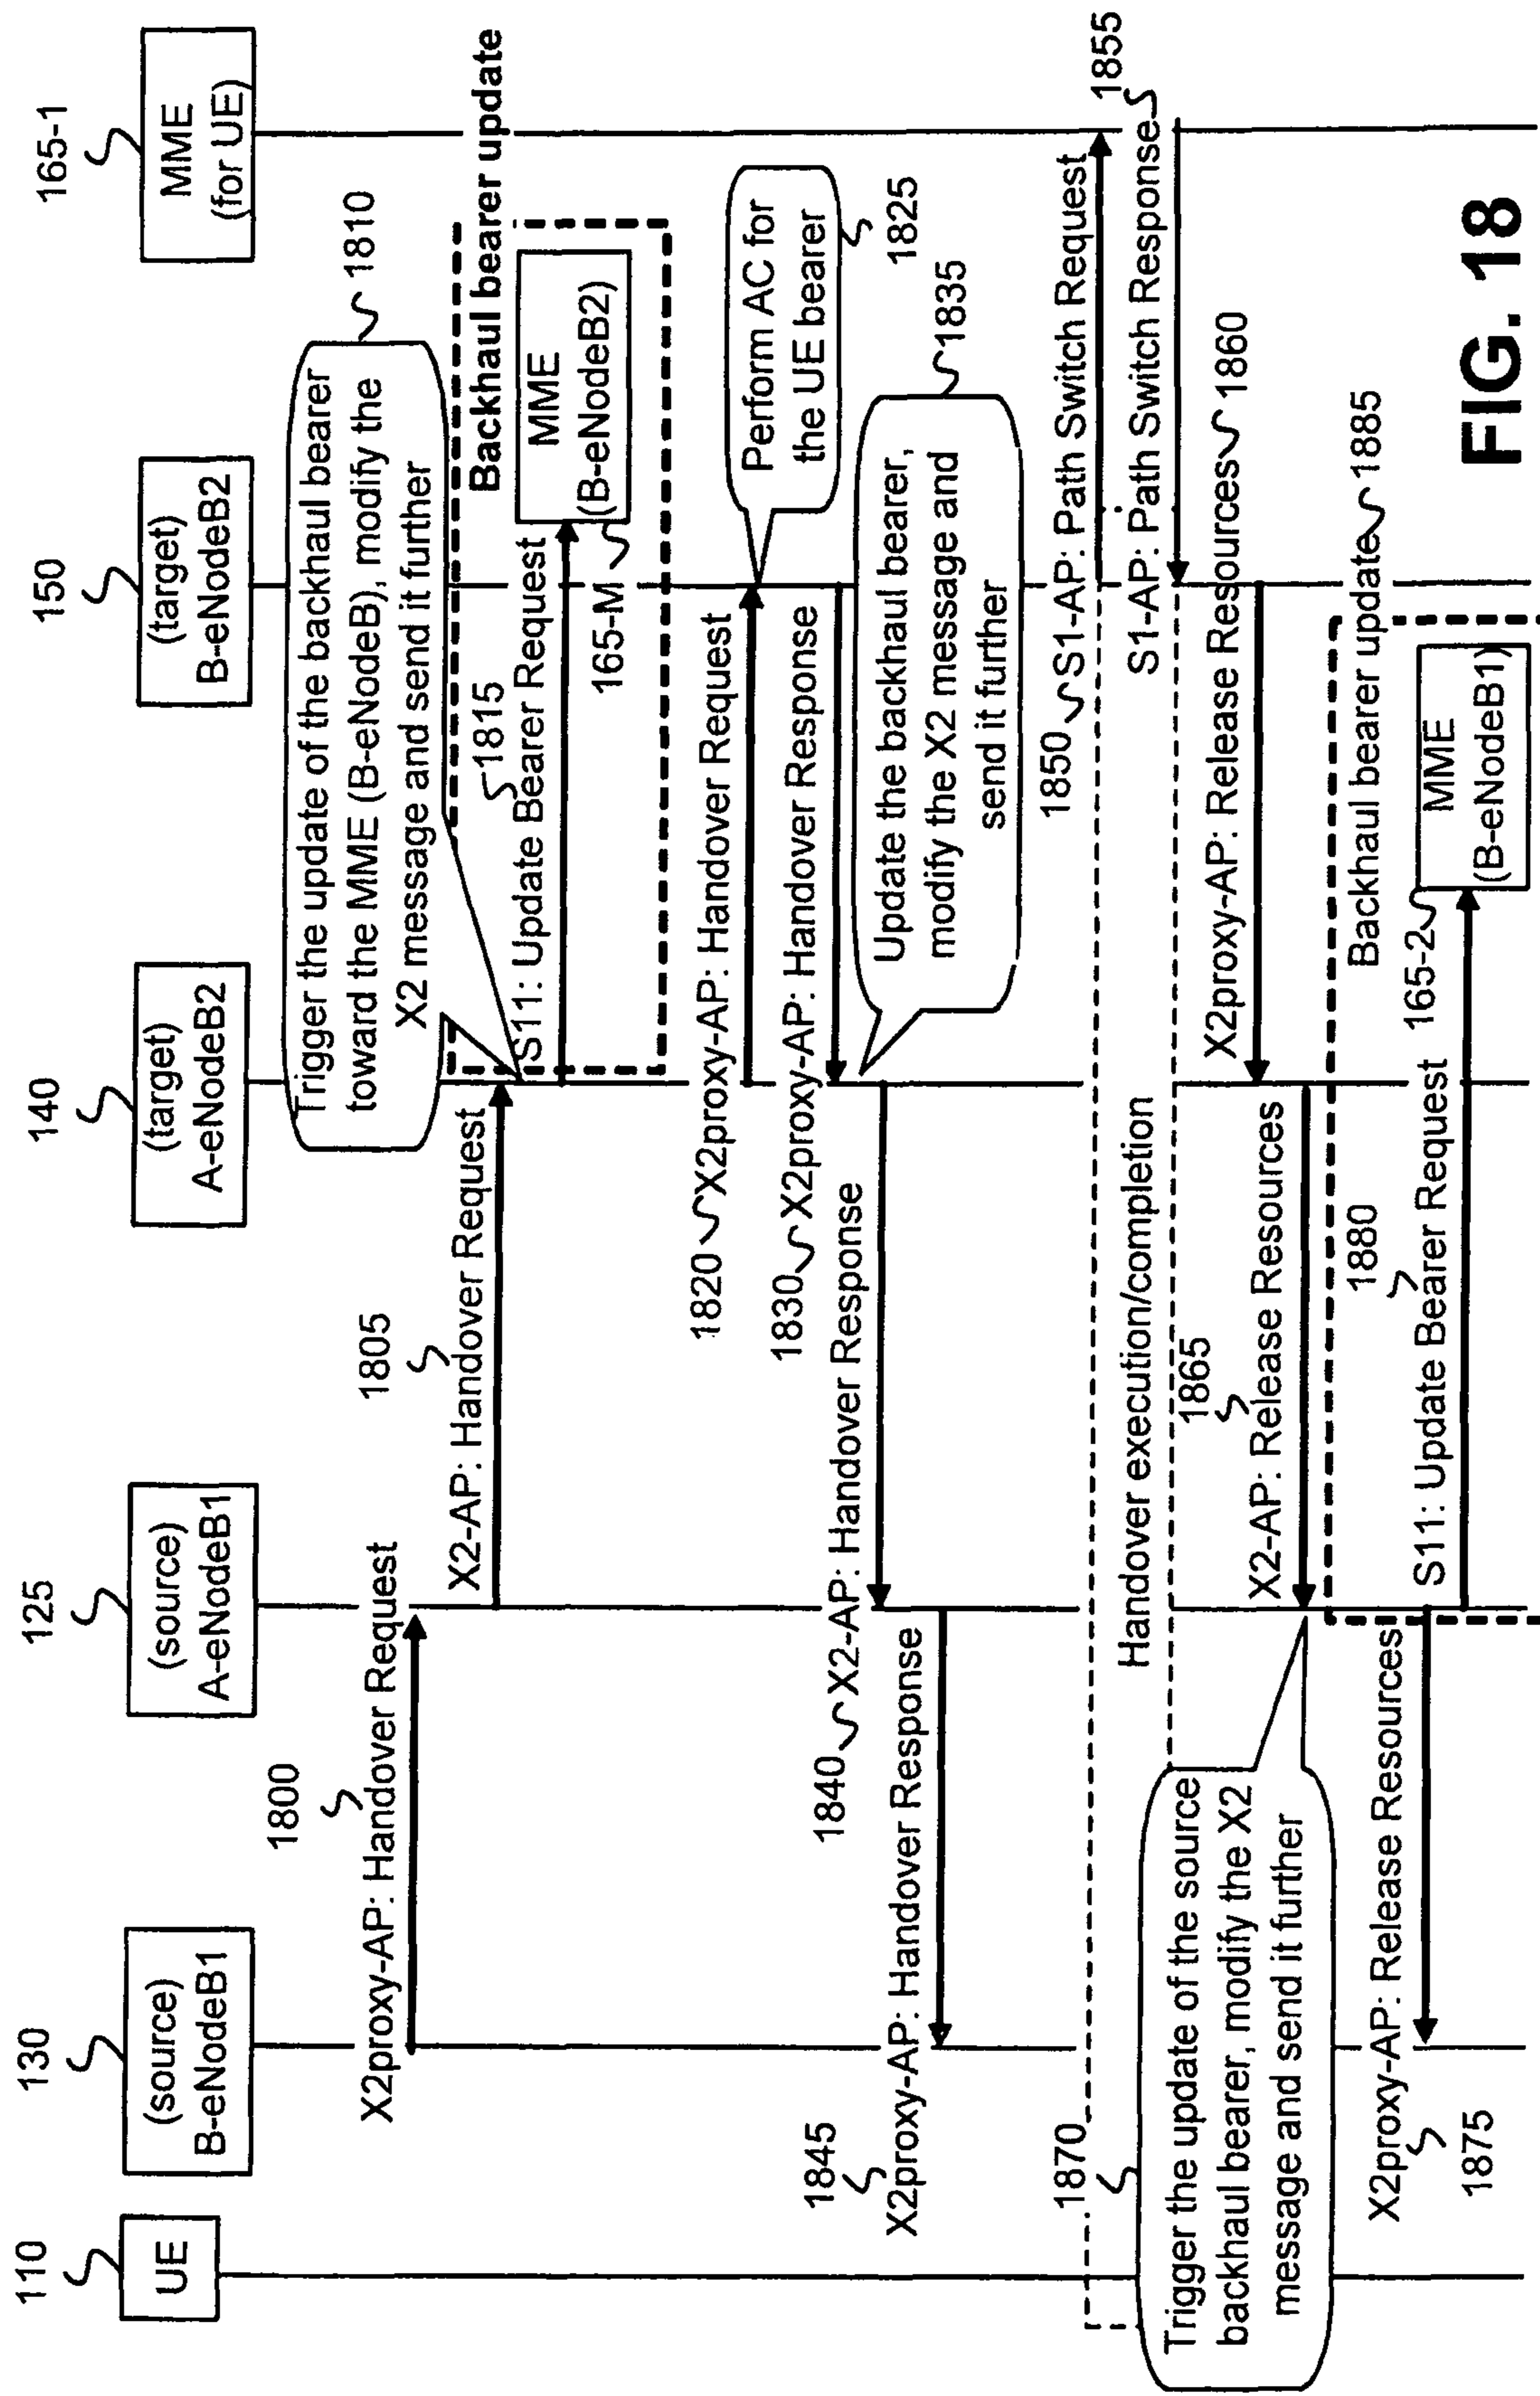 110
130
125
140
150
165-1
UE
(source)
B-eNodeB1
(source)
A-eNodeB1
(target)
A-eNodeB2
(target)
B-eNodeB2
MME
(for UE)
1800
X2proxy-AP: Handover Request
1805
X2-AP: Handover Request
Trigger the update of the backhaul bearer
toward the MME (B-eNodeB), modify the
X2 message and send it further
1810
Backhaul bearer update
1815
S11: Update Bearer Request
MME
(B-eNodeB2)
165-M
1820
X2proxy-AP: Handover Request
Perform AC for
the UE bearer
1825
1830
X2proxy-AP: Handover Response
Update the backhaul bearer,
modify the X2 message and
send it further
1835
1840
X2-AP: Handover Response
1845
X2proxy-AP: Handover Response
1850
S1-AP: Path Switch Request
Handover execution/completion
S1-AP: Path Switch Response
1855
X2proxy-AP: Release Resources
1860
1865
X2-AP: Release Resources
1870
Trigger the update of the source
backhaul bearer, modify the X2
message and send it further
Backhaul bearer update
1885
X2proxy-AP: Release Resources
1875
1880
S11: Update Bearer Request
165-2
MME
(B-eNodeB1)
FIG. 18